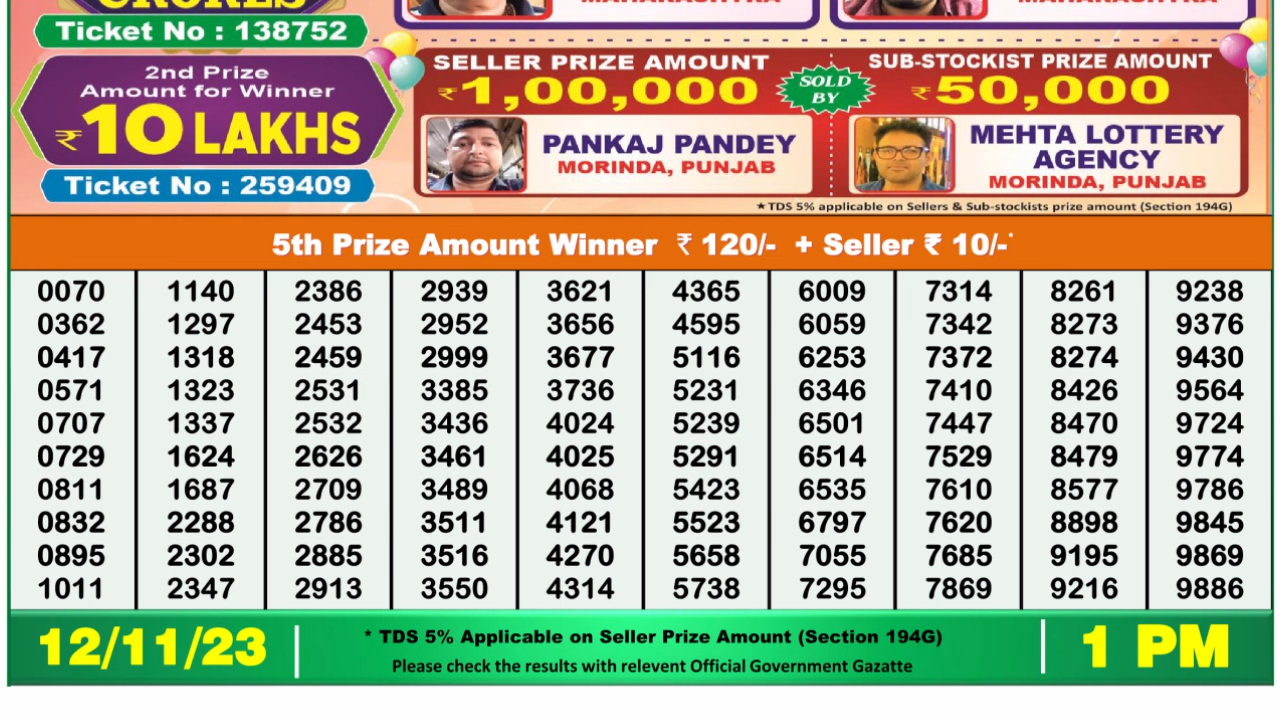 CRORES
MAHARASHTRA
MAHARASHTRA
Ticket No : 138752
2nd Prize
Amount for Winner
₹10 LAKHS
Ticket No : 259409
SELLER PRIZE AMOUNT
₹1,00,000
SOLD
BY
SUB-STOCKIST PRIZE AMOUNT
₹50,000
PANKAJ PANDEY
MORINDA, PUNJAB
MEHTA LOTTERY
AGENCY
MORINDA, PUNJAB
★TDS 5% applicable on Sellers & Sub-stockists prize amount (Section 194G)
5th Prize Amount Winner ₹ 120/- + Seller ₹ 10/-*
0070 1140 2386 2939 3621 4365 6009 7314 8261 9238
0362 1297 2453 2952 3656 4595 6059 7342 8273 9376
0417 1318 2459 2999 3677 5116 6253 7372 8274 9430
0571 1323 2531 3385 3736 5231 6346 7410 8426 9564
0707 1337 2532 3436 4024 5239 6501 7447 8470 9724
0729 1624 2626 3461 4025 5291 6514 7529 8479 9774
0811 1687 2709 3489 4068 5423 6535 7610 8577 9786
0832 2288 2786 3511 4121 5523 6797 7620 8898 9845
0895 2302 2885 3516 4270 5658 7055 7685 9195 9869
1011 2347 2913 3550 4314 5738 7295 7869 9216 9886
12/11/23
* TDS 5% Applicable on Seller Prize Amount (Section 194G)
Please check the results with relevent Official Government Gazatte
1 PM